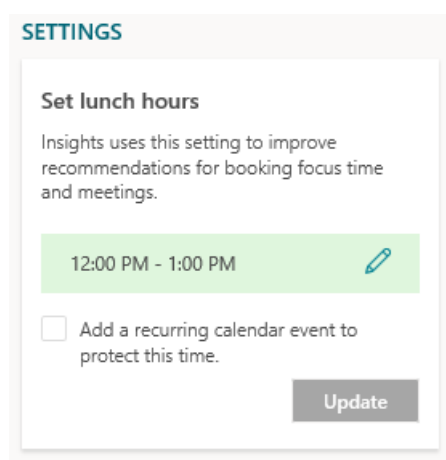 SETTINGS
Set lunch hours
Insights uses this setting to improve
recommendations for booking focus time
and meetings.
12:00 PM - 1:00 PM
Add a recurring calendar event to
protect this time.
Update